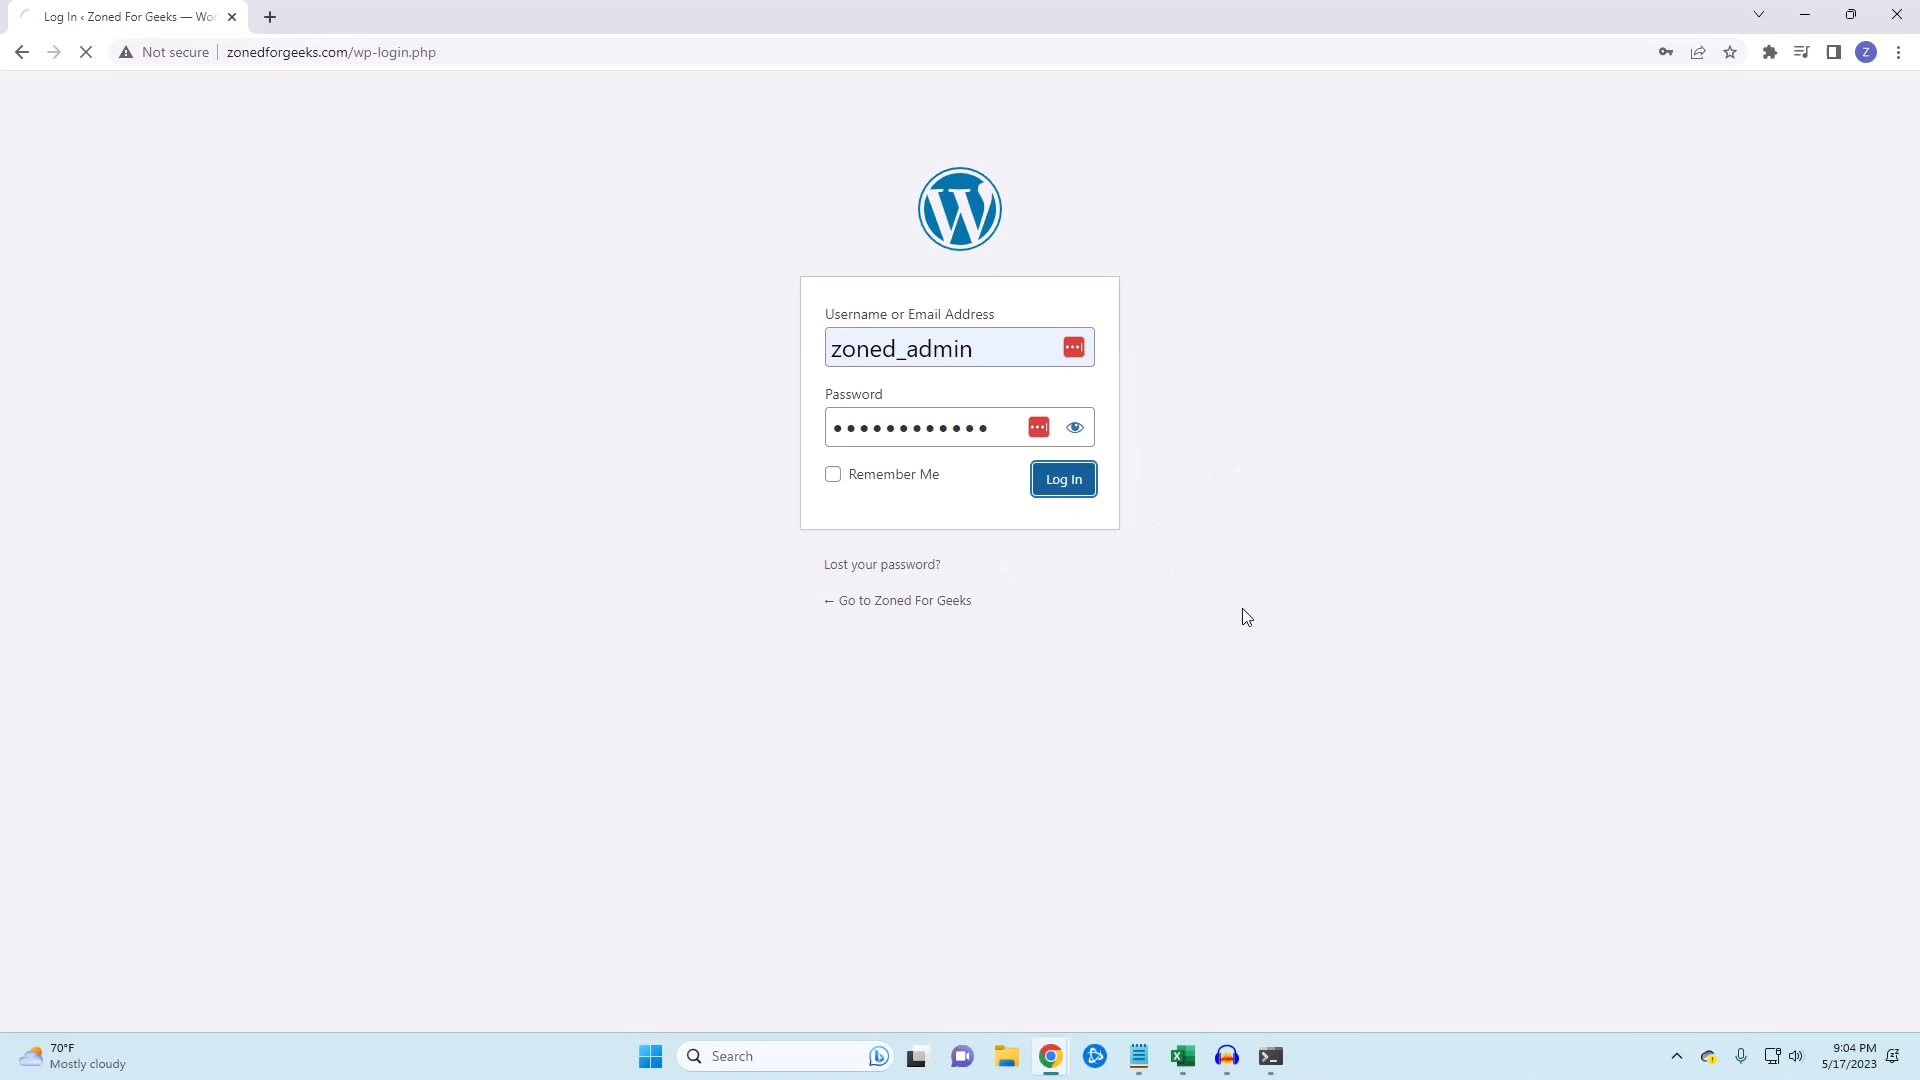 Log In ‹ Zoned For Geeks — Wor
Not secure
zonedforgeeks.com/wp-login.php
Z
Username or Email Address
zoned_admin
Password
Remember Me
Log In
Lost your password?
← Go to Zoned For Geeks
70°F
Mostly cloudy
Search
9:04 PM
5/17/2023